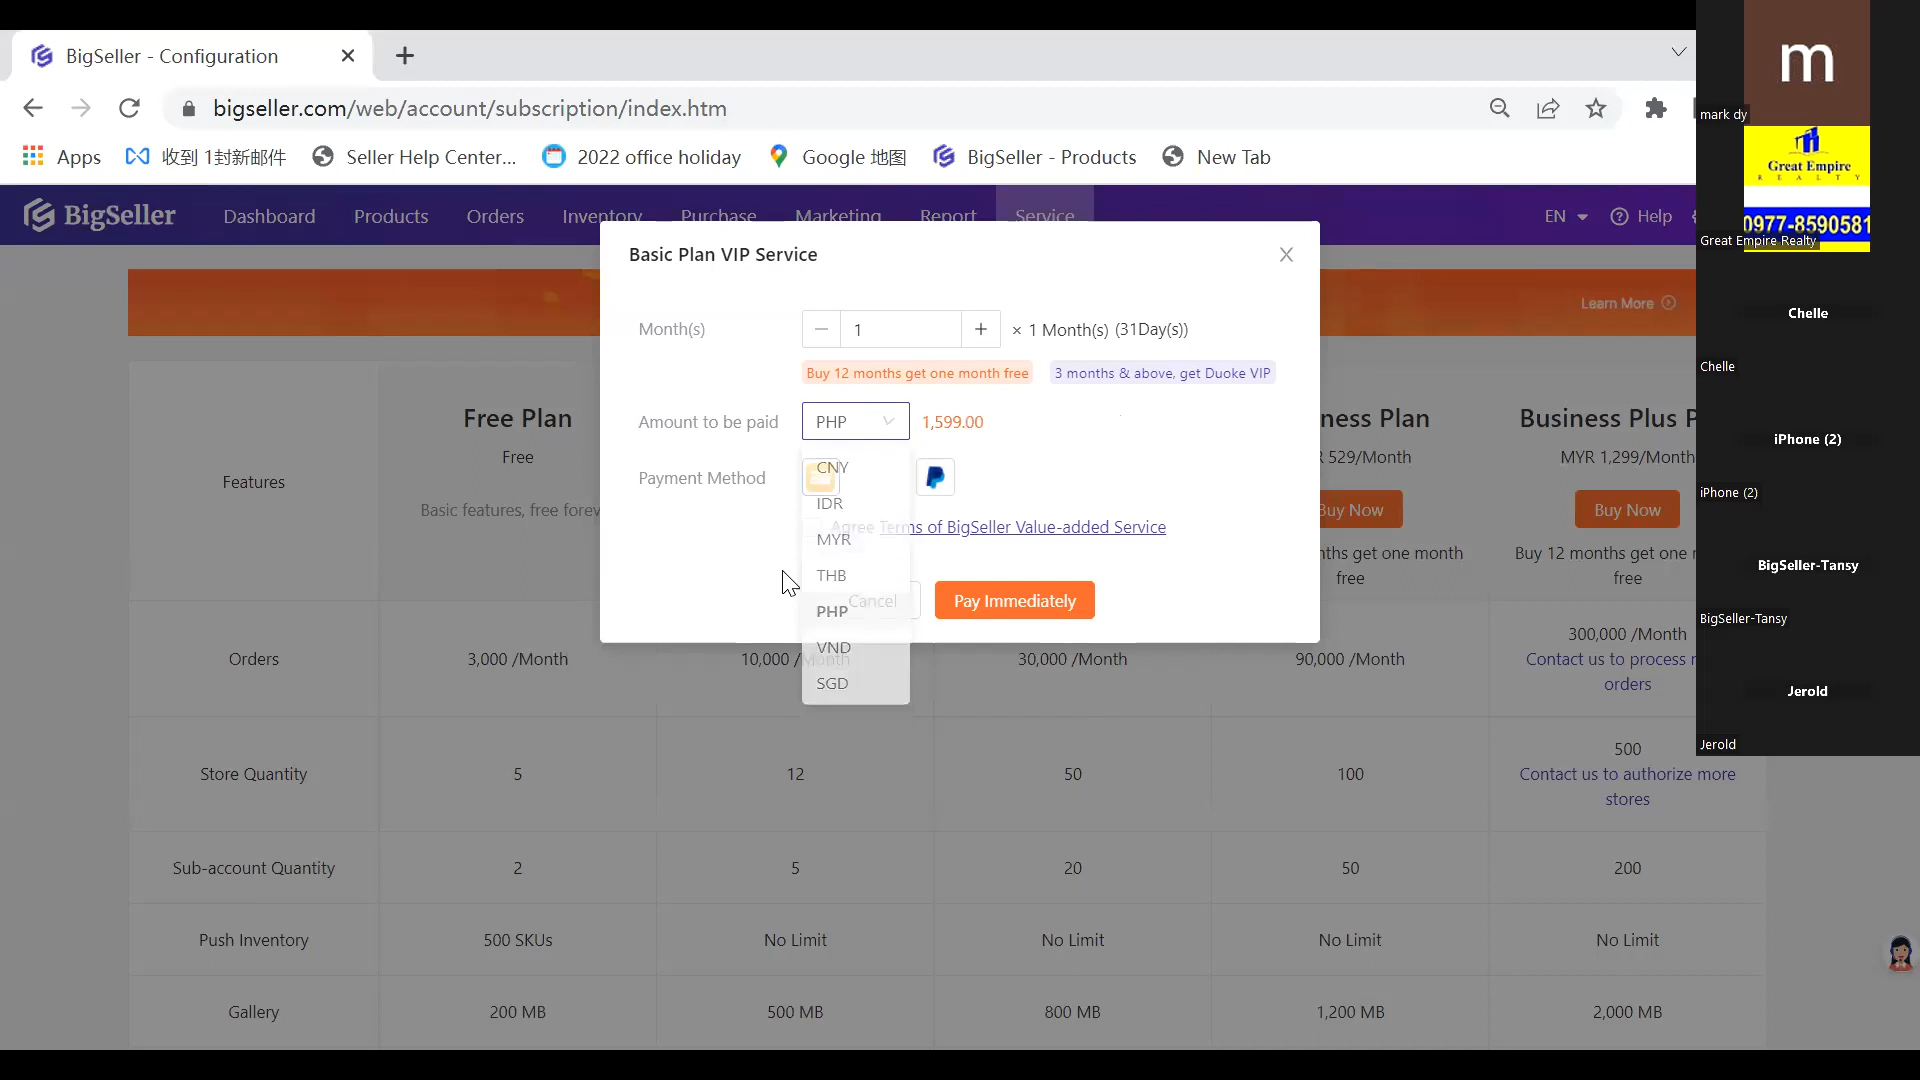 BigSeller - Configuration
bigseller.com/web/account/subscription/index.htm
Apps
收到 1封新邮件
Seller Help Center...
2022 office holiday
Google 地图
BigSeller - Products
New Tab
BigSeller
Dashboard
Products
Orders
Inventory
Purchase
Marketing
Report
Service
EN
Help
Learn More
Basic Plan VIP Service
Month(s)
1
× 1 Month(s) (31Day(s))
Buy 12 months get one month free
3 months & above, get Duoke VIP
Amount to be paid
PHP
1,599.00
Payment Method
CNY
IDR
MYR
THB
PHP
VND
SGD
Agree Terms of BigSeller Value-added Service
Cancel
Pay Immediately
Features
Free Plan
Free
Basic features, free forev
ness Plan
R 529/Month
Buy Now
nths get one month
free
Business Plus P
MYR 1,299/Month
Buy Now
Buy 12 months get one
free
Orders
3,000 /Month
10,000 /Month
30,000 /Month
90,000 /Month
300,000 /Month
Contact us to process
orders
Store Quantity
5
12
50
100
500
Contact us to authorize more
stores
Sub-account Quantity
2
5
20
50
200
Push Inventory
500 SKUs
No Limit
No Limit
No Limit
No Limit
Gallery
200 MB
500 MB
800 MB
1,200 MB
2,000 MB
m
mark dy
Great Empire
REALTY
0977-8590581
Great Empire Realty
Chelle
Chelle
iPhone (2)
iPhone (2)
BigSeller-Tansy
BigSeller-Tansy
Jerold
Jerold